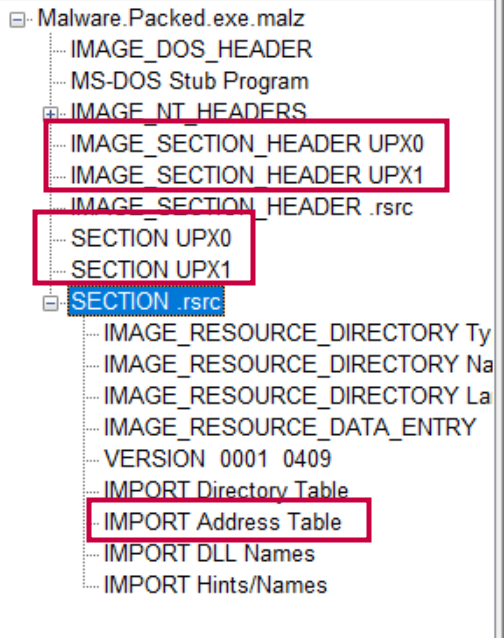 Malware.Packed.exe.malz
IMAGE_DOS_HEADER
MS-DOS Stub Program
IMAGE_NT_HEADERS
IMAGE_SECTION_HEADER UPX0
IMAGE_SECTION_HEADER UPX1
IMAGE_SECTION_HEADER .rsrc
SECTION UPX0
SECTION UPX1
SECTION .rsrc
IMAGE_RESOURCE_DIRECTORY Ty
IMAGE_RESOURCE_DIRECTORY Na
IMAGE_RESOURCE_DIRECTORY La
IMAGE_RESOURCE_DATA_ENTRY
VERSION 0001 0409
IMPORT Directory Table
IMPORT Address Table
IMPORT DLL Names
IMPORT Hints/Names